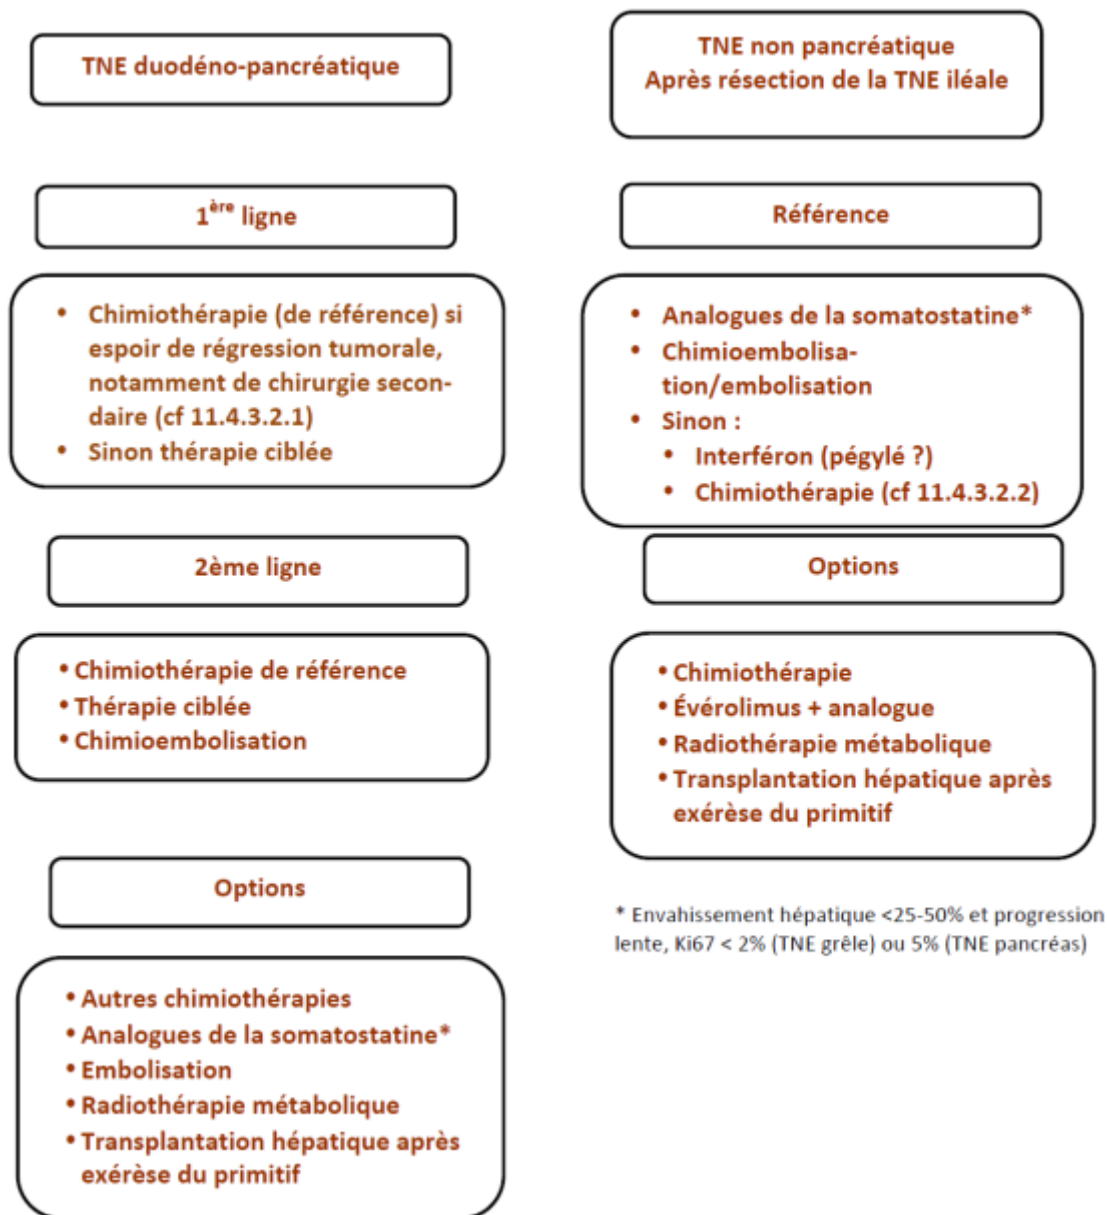 TNE duodéno-pancréatique
1ère ligne
• Chimiothérapie (de référence) si
espoir de régression tumorale,
notamment de chirurgie secon-
daire (cf 11.4.3.2.1)
• Sinon thérapie ciblée
2ème ligne
• Chimiothérapie de référence
• Thérapie ciblée
• Chimioembolisation
Options
• Autres chimiothérapies
• Analogues de la somatostatine*
• Embolisation
• Radiothérapie métabolique
• Transplantation hépatique après
exérèse du primitif
TNE non pancréatique
Après résection de la TNE iléale
Référence
• Analogues de la somatostatine*
• Chimioembolisa-
tion/embolisation
• Sinon :
• Interféron (pégylé ?)
• Chimiothérapie (cf 11.4.3.2.2)
Options
• Chimiothérapie
• Évérolimus + analogue
• Radiothérapie métabolique
• Transplantation hépatique après
exérèse du primitif
* Envahissement hépatique <25-50% et progression
lente, Ki67 < 2% (TNE grêle) ou 5% (TNE pancréas)